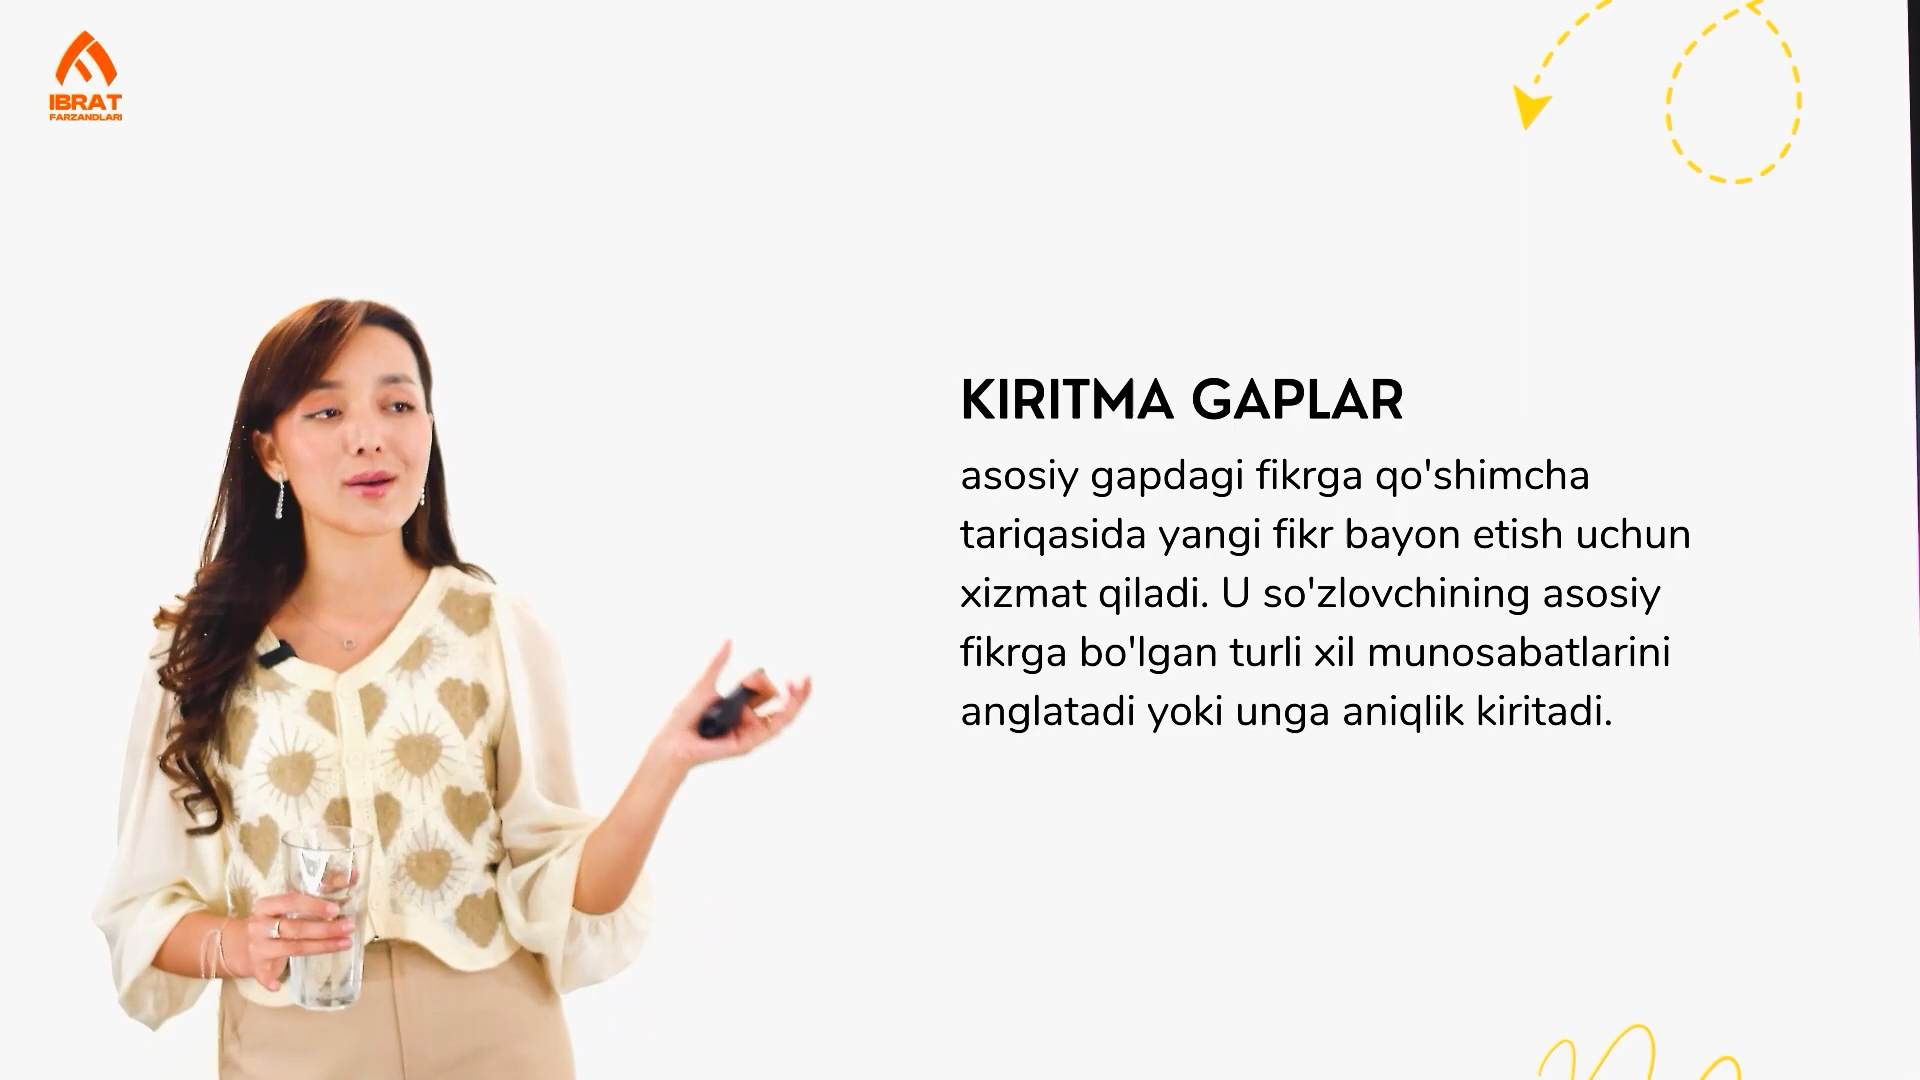 IBRAT
FARZANDLARI
KIRITMA GAPLAR
asosiy gapdagi fikrga qo'shimcha
tariqasida yangi fikr bayon etish uchun
xizmat qiladi. U so'zlovchining asosiy
fikrga bo'lgan turli xil munosabatlarini
anglatadi yoki unga aniqlik kiritadi.